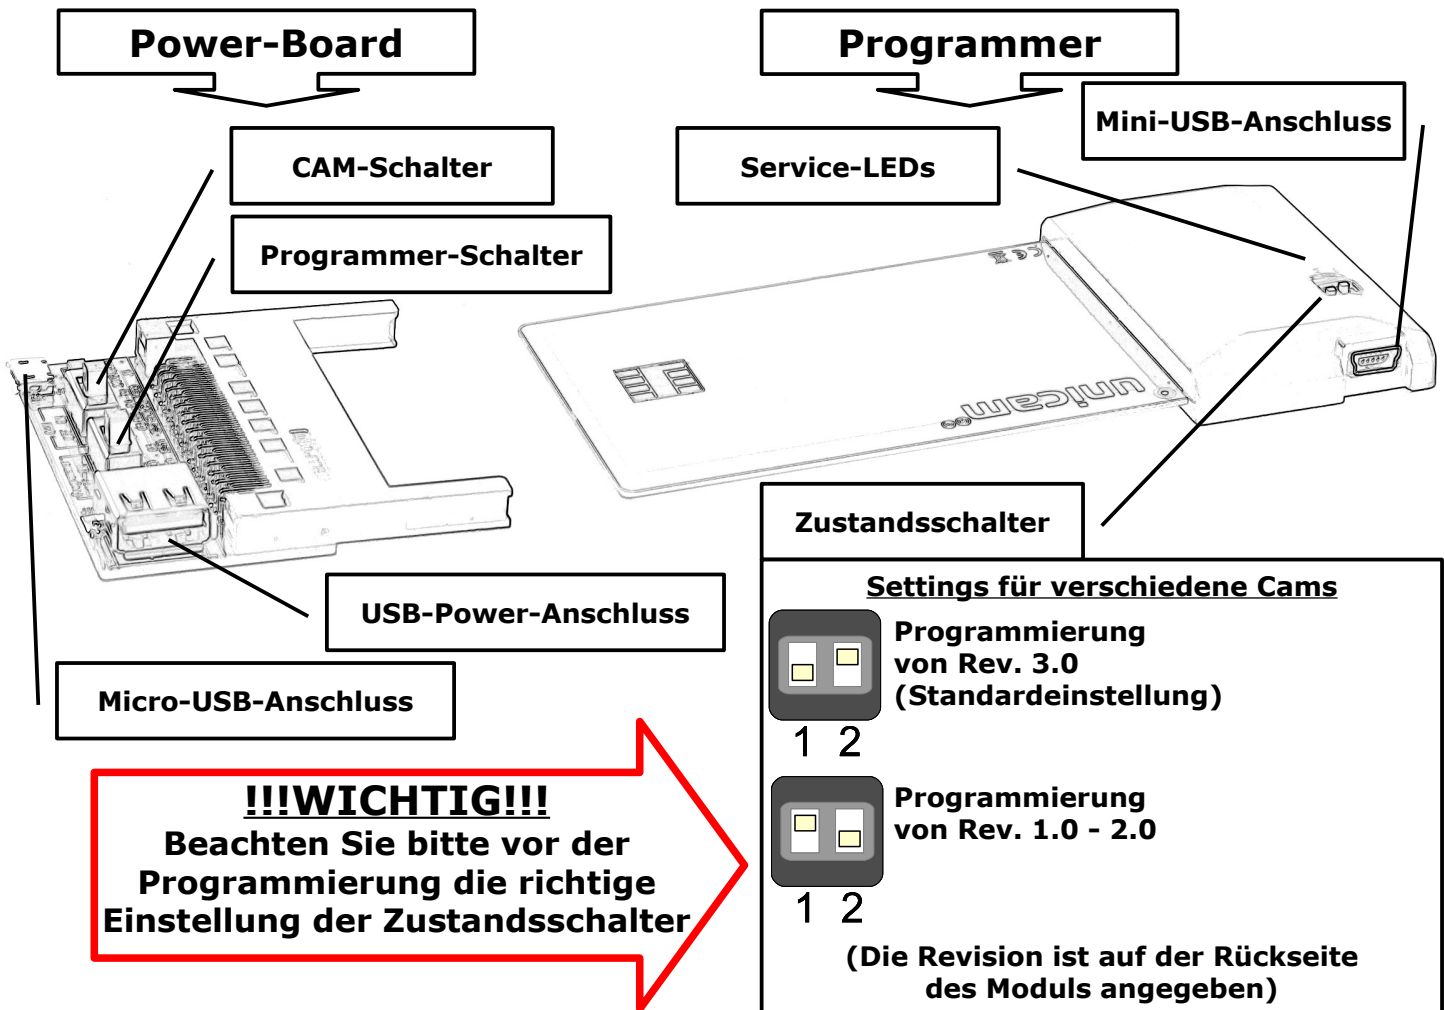 Power-Board
Programmer
Mini-USB-Anschluss
CAM-Schalter
Service-LEDs
Programmer-Schalter
CE
unicam
Zustandsschalter
Settings für verschiedene Cams
USB-Power-Anschluss
Programmierung
von Rev. 3.0
(Standardeinstellung)
1 2
Micro-USB-Anschluss
!!!WICHTIG!!!
Beachten Sie bitte vor der
Programmierung die richtige
Einstellung der Zustandsschalter
Programmierung
von Rev. 1.0 - 2.0
1 2
(Die Revision ist auf der Rückseite
des Moduls angegeben)